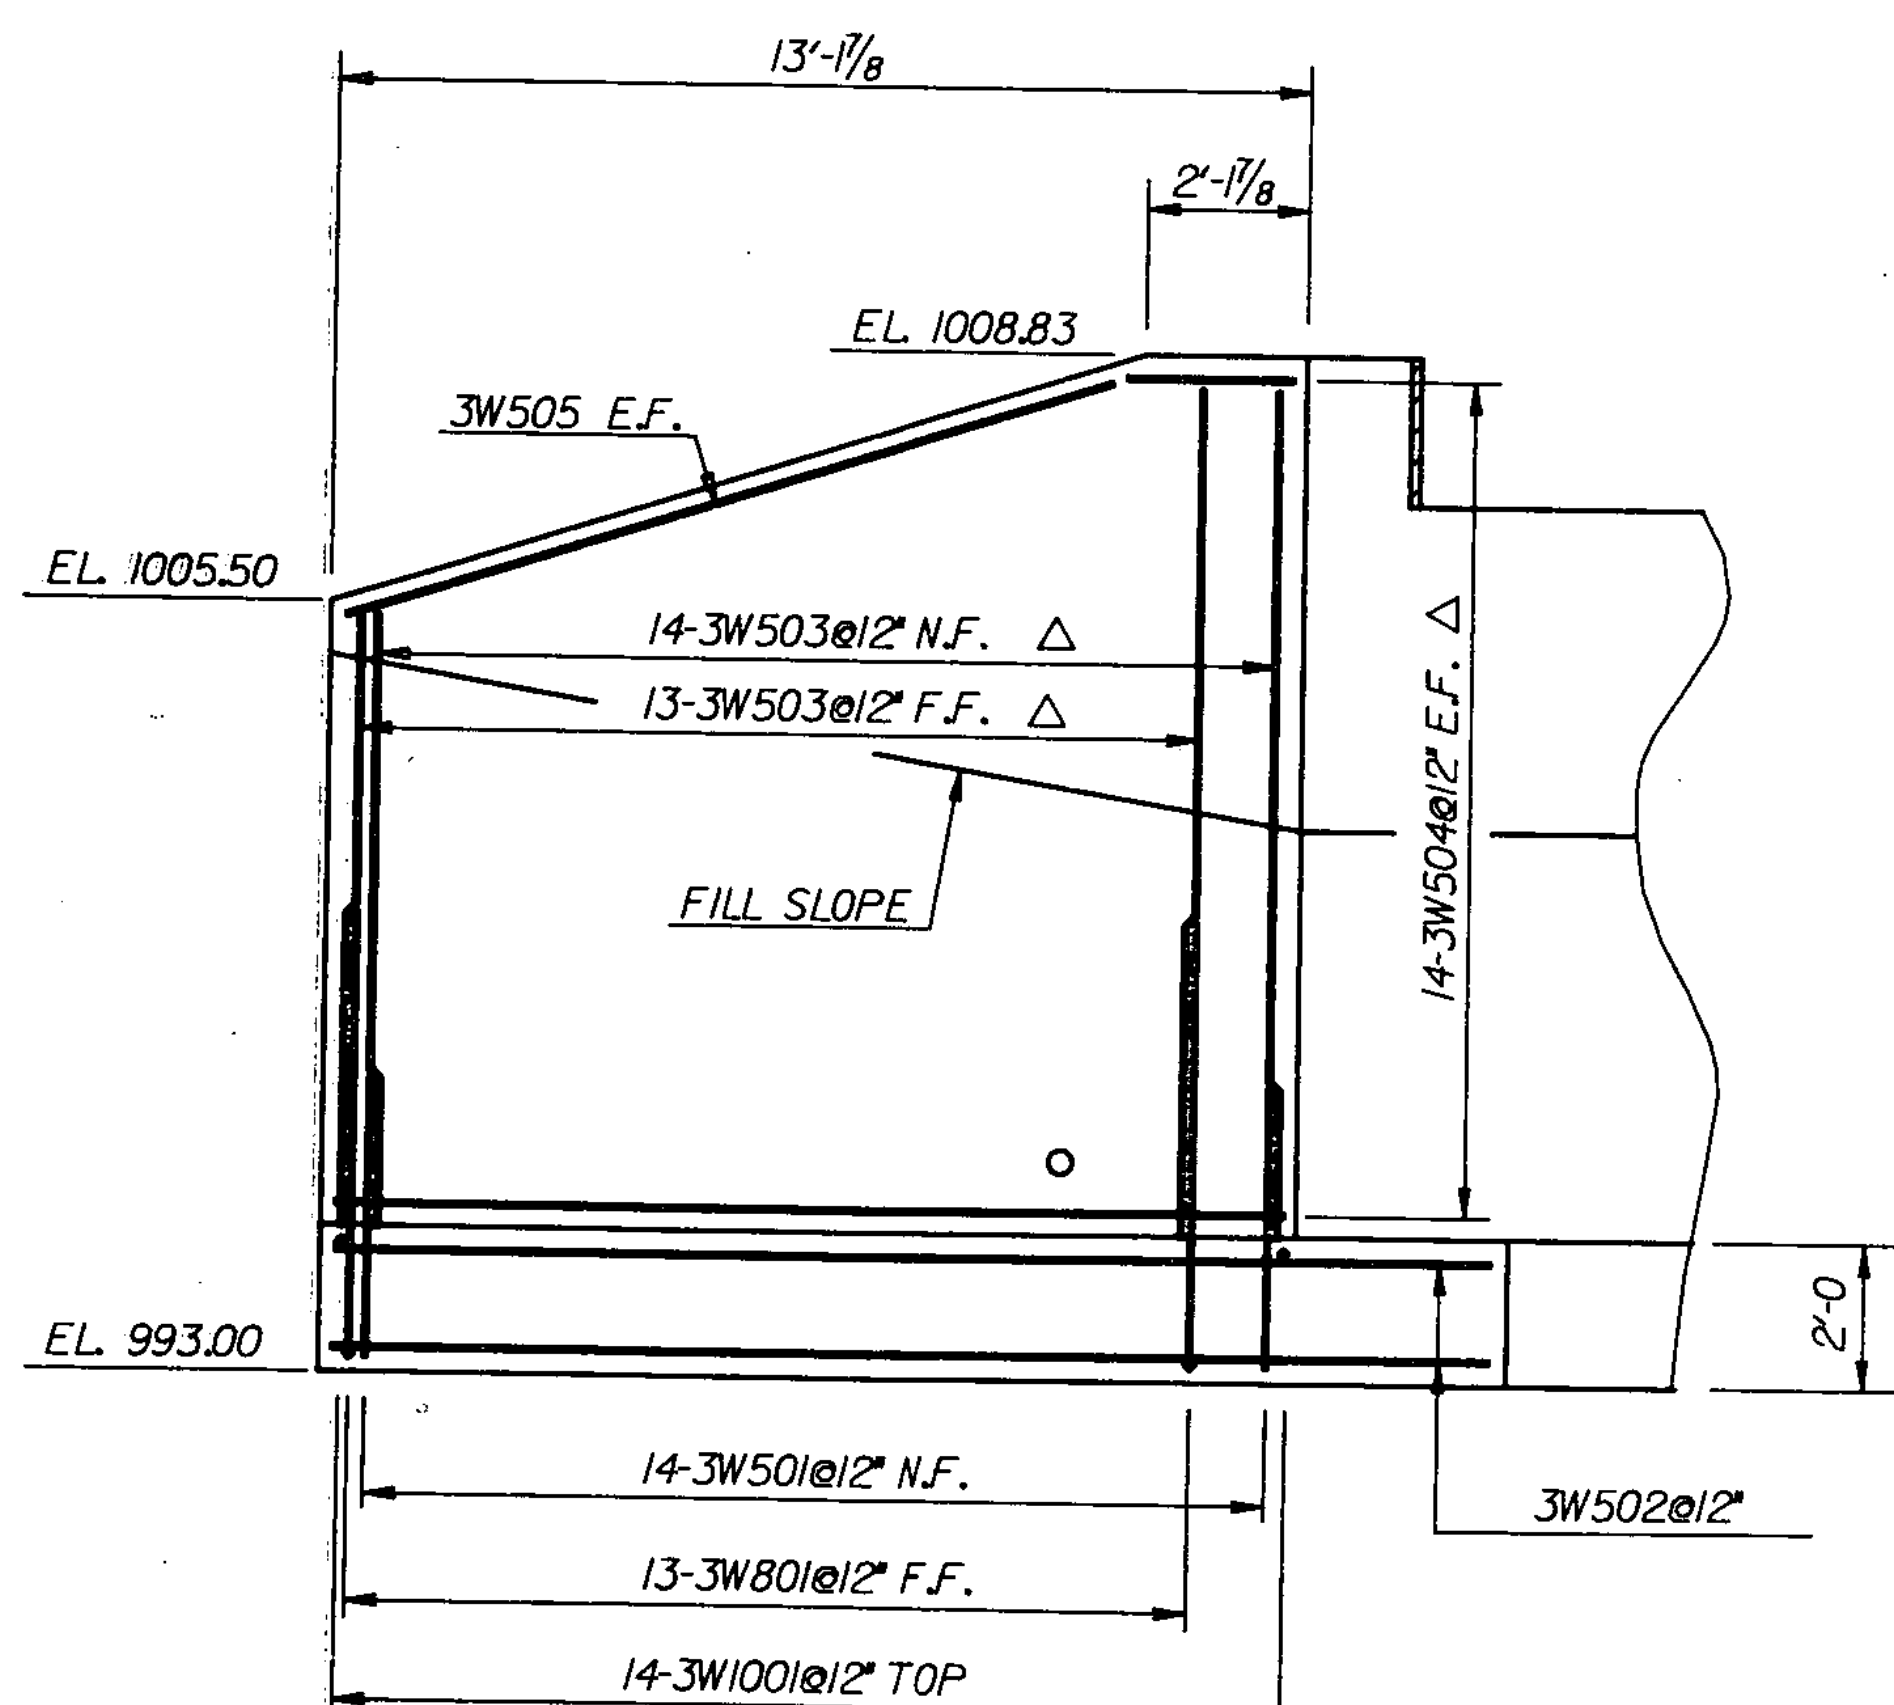 13'-1⅞
2'-1⅞
EL. 1008.83
3W505 E.F.
EL. 1005.50
14-3W503@12" N.F. △
13-3W503@12" F.F. △
14-3W504@12" E.F. △
FILL SLOPE
EL. 993.00
2'-0
14-3W501@12" N.F.
3W502@12"
13-3W801@12" F.F.
14-3W1001@12" TOP